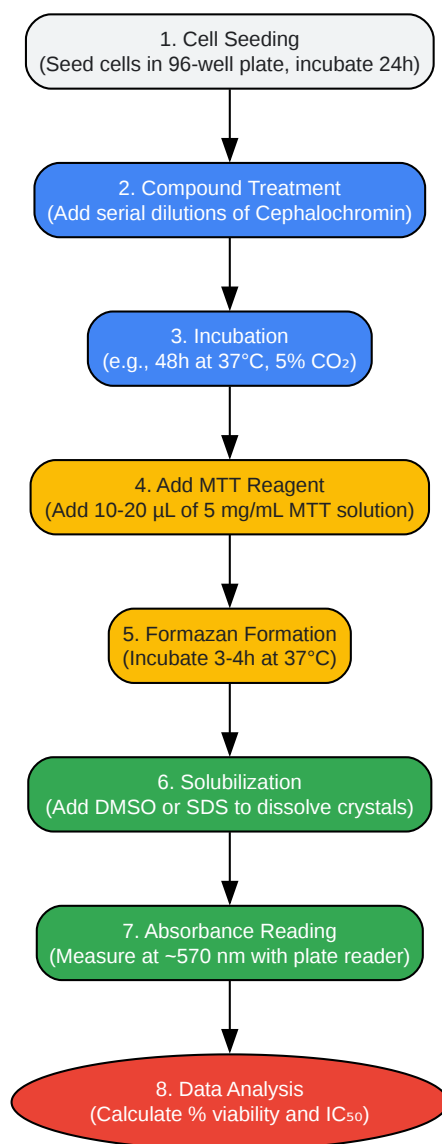 1. Cell Seeding
(Seed cells in 96-well plate, incubate 24h)
2. Compound Treatment
(Add serial dilutions of Cephalochromin)
3. Incubation
(e.g., 48h at 37°C, 5% CO₂)
4. Add MTT Reagent
(Add 10-20 µL of 5 mg/mL MTT solution)
5. Formazan Formation
(Incubate 3-4h at 37°C)
6. Solubilization
(Add DMSO or SDS to dissolve crystals)
7. Absorbance Reading
(Measure at ~570 nm with plate reader)
8. Data Analysis
(Calculate % viability and IC₅₀)